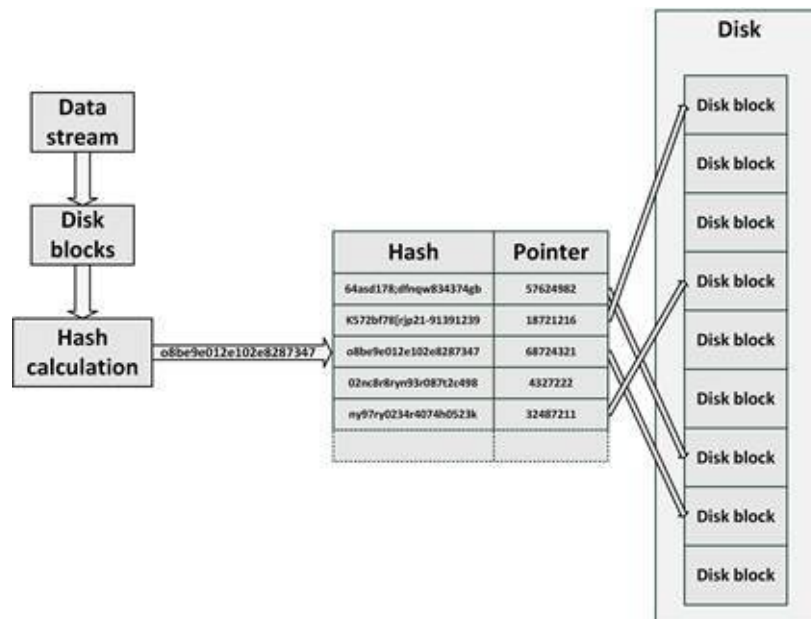 Disk
Data
stream
Disk
blocks
Hash
calculation
o8be9e012e102e8287347
Hash Pointer
64asd178;dfnqw834374gb 57624982
K572bf78[rjp21-91391239 18721216
o8be9e012e102e8287347 68724321
02nc8r8ryn93r087t2c498 4327222
ny97ry0234r4074h0523k 32487211
Disk block
Disk block
Disk block
Disk block
Disk block
Disk block
Disk block
Disk block
Disk block